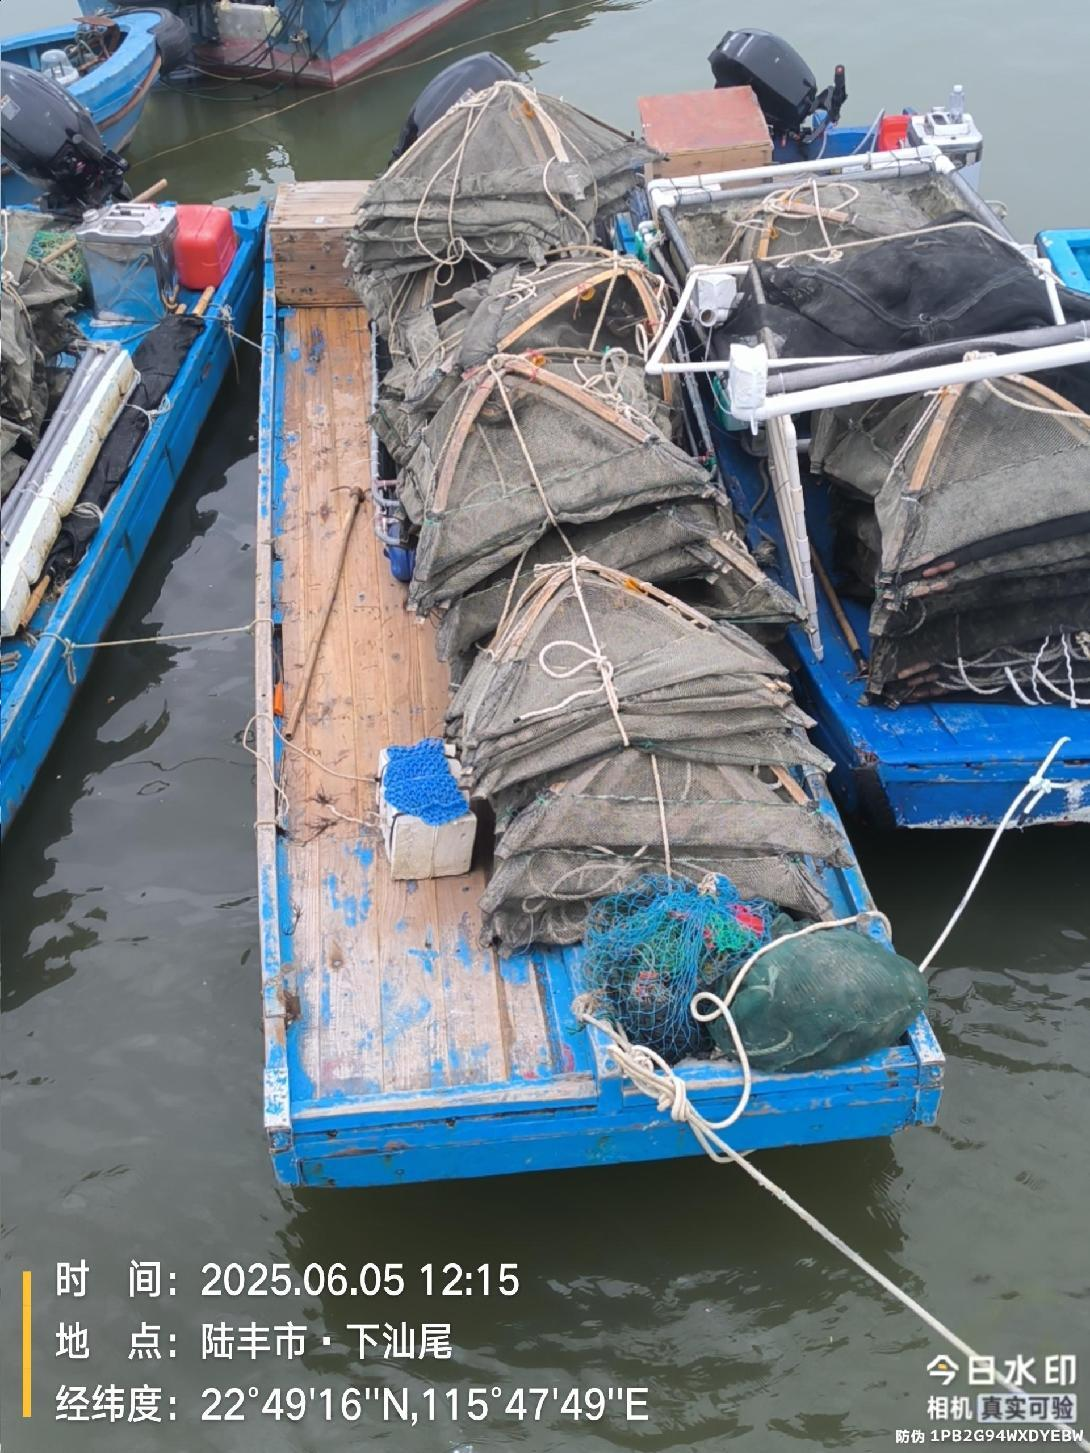 时 间：2025.06.05 12:15
地 点：陆丰市·下汕尾
经纬度：22°49'16"N,115°47'49"E
今日水印
相机 真实可验
防伪 1PB2G94WXDYEBW